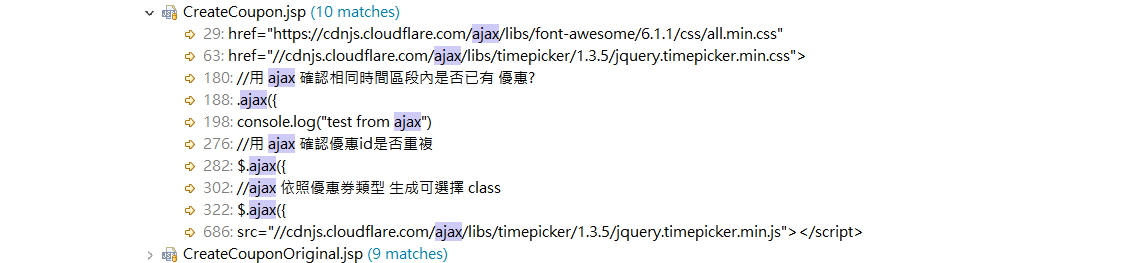 CreateCoupon.jsp (10 matches)
29: href="https://cdnjs.cloudflare.com/ajax/libs/font-awesome/6.1.1/css/all.min.css"
63: href="//cdnjs.cloudflare.com/ajax/libs/timepicker/1.3.5/jquery.timepicker.min.css">
180: //用 ajax 確認相同時間區段內是否已有 優惠?
188: .ajax({
198: console.log("test from ajax")
276: //用 ajax 確認優惠id是否重複
282: $.ajax({
302: //ajax 依照優惠券類型 生成可選擇 class
322: $.ajax({
686: src="//cdnjs.cloudflare.com/ajax/libs/timepicker/1.3.5/jquery.timepicker.min.js"></script>
CreateCouponOriginal.jsp (9 matches)